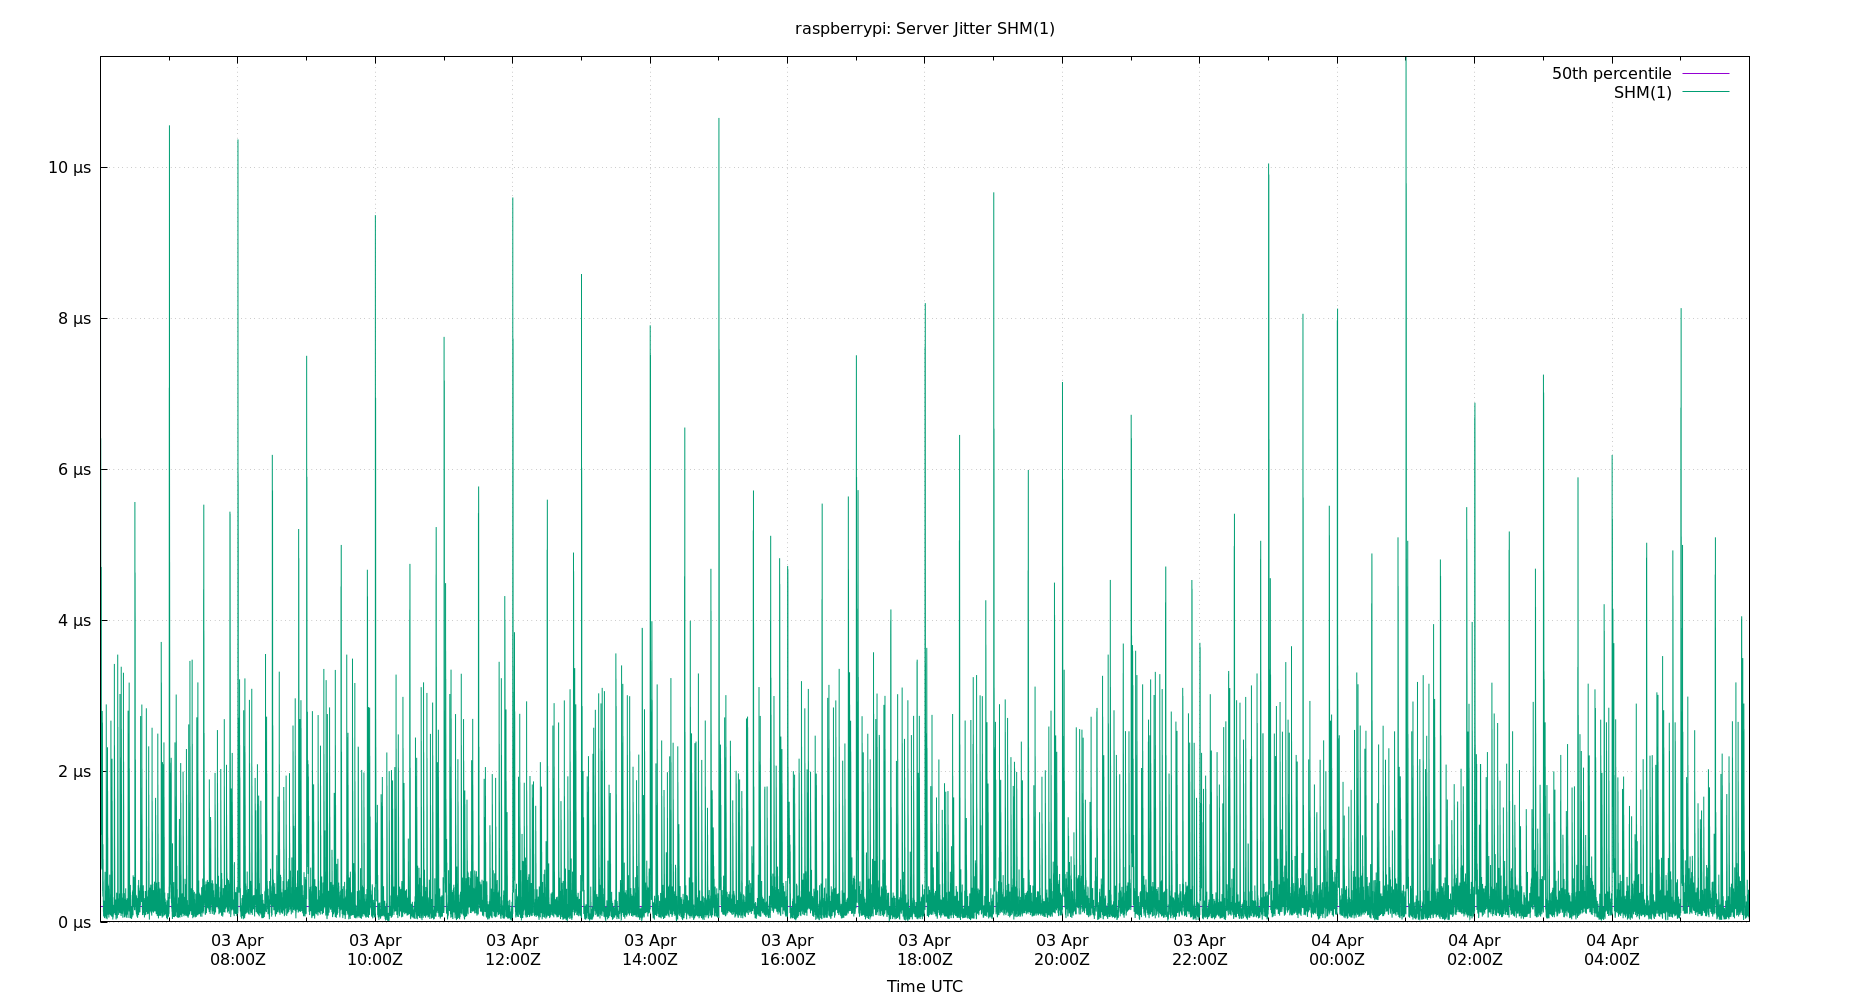 raspberrypi: Server Jitter SHM(1)
50th percentile
SHM(1)
10 µs
8 µs
6 µs
4 µs
2 µs
0 µs
03 Apr 03 Apr 03 Apr 03 Apr 03 Apr 03 Apr 03 Apr 03 Apr 04 Apr 04 Apr 04 Apr
08:00Z 10:00Z 12:00Z 14:00Z 16:00Z 18:00Z 20:00Z 22:00Z 00:00Z 02:00Z 04:00Z
Time UTC